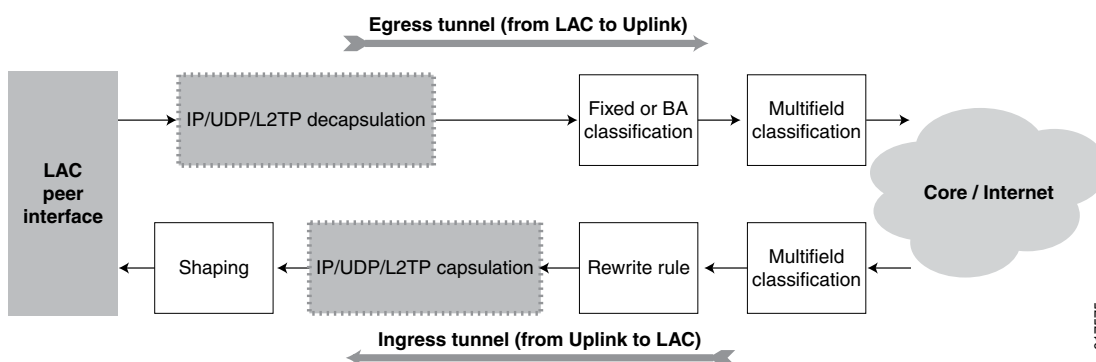 Egress tunnel (from LAC to Uplink)
LAC
peer
interface
IP/UDP/L2TP decapsulation
Fixed or BA
classification
Multifield
classification
Core / Internet
Shaping
IP/UDP/L2TP capsulation
Rewrite rule
Multifield
classification
Ingress tunnel (from Uplink to LAC)